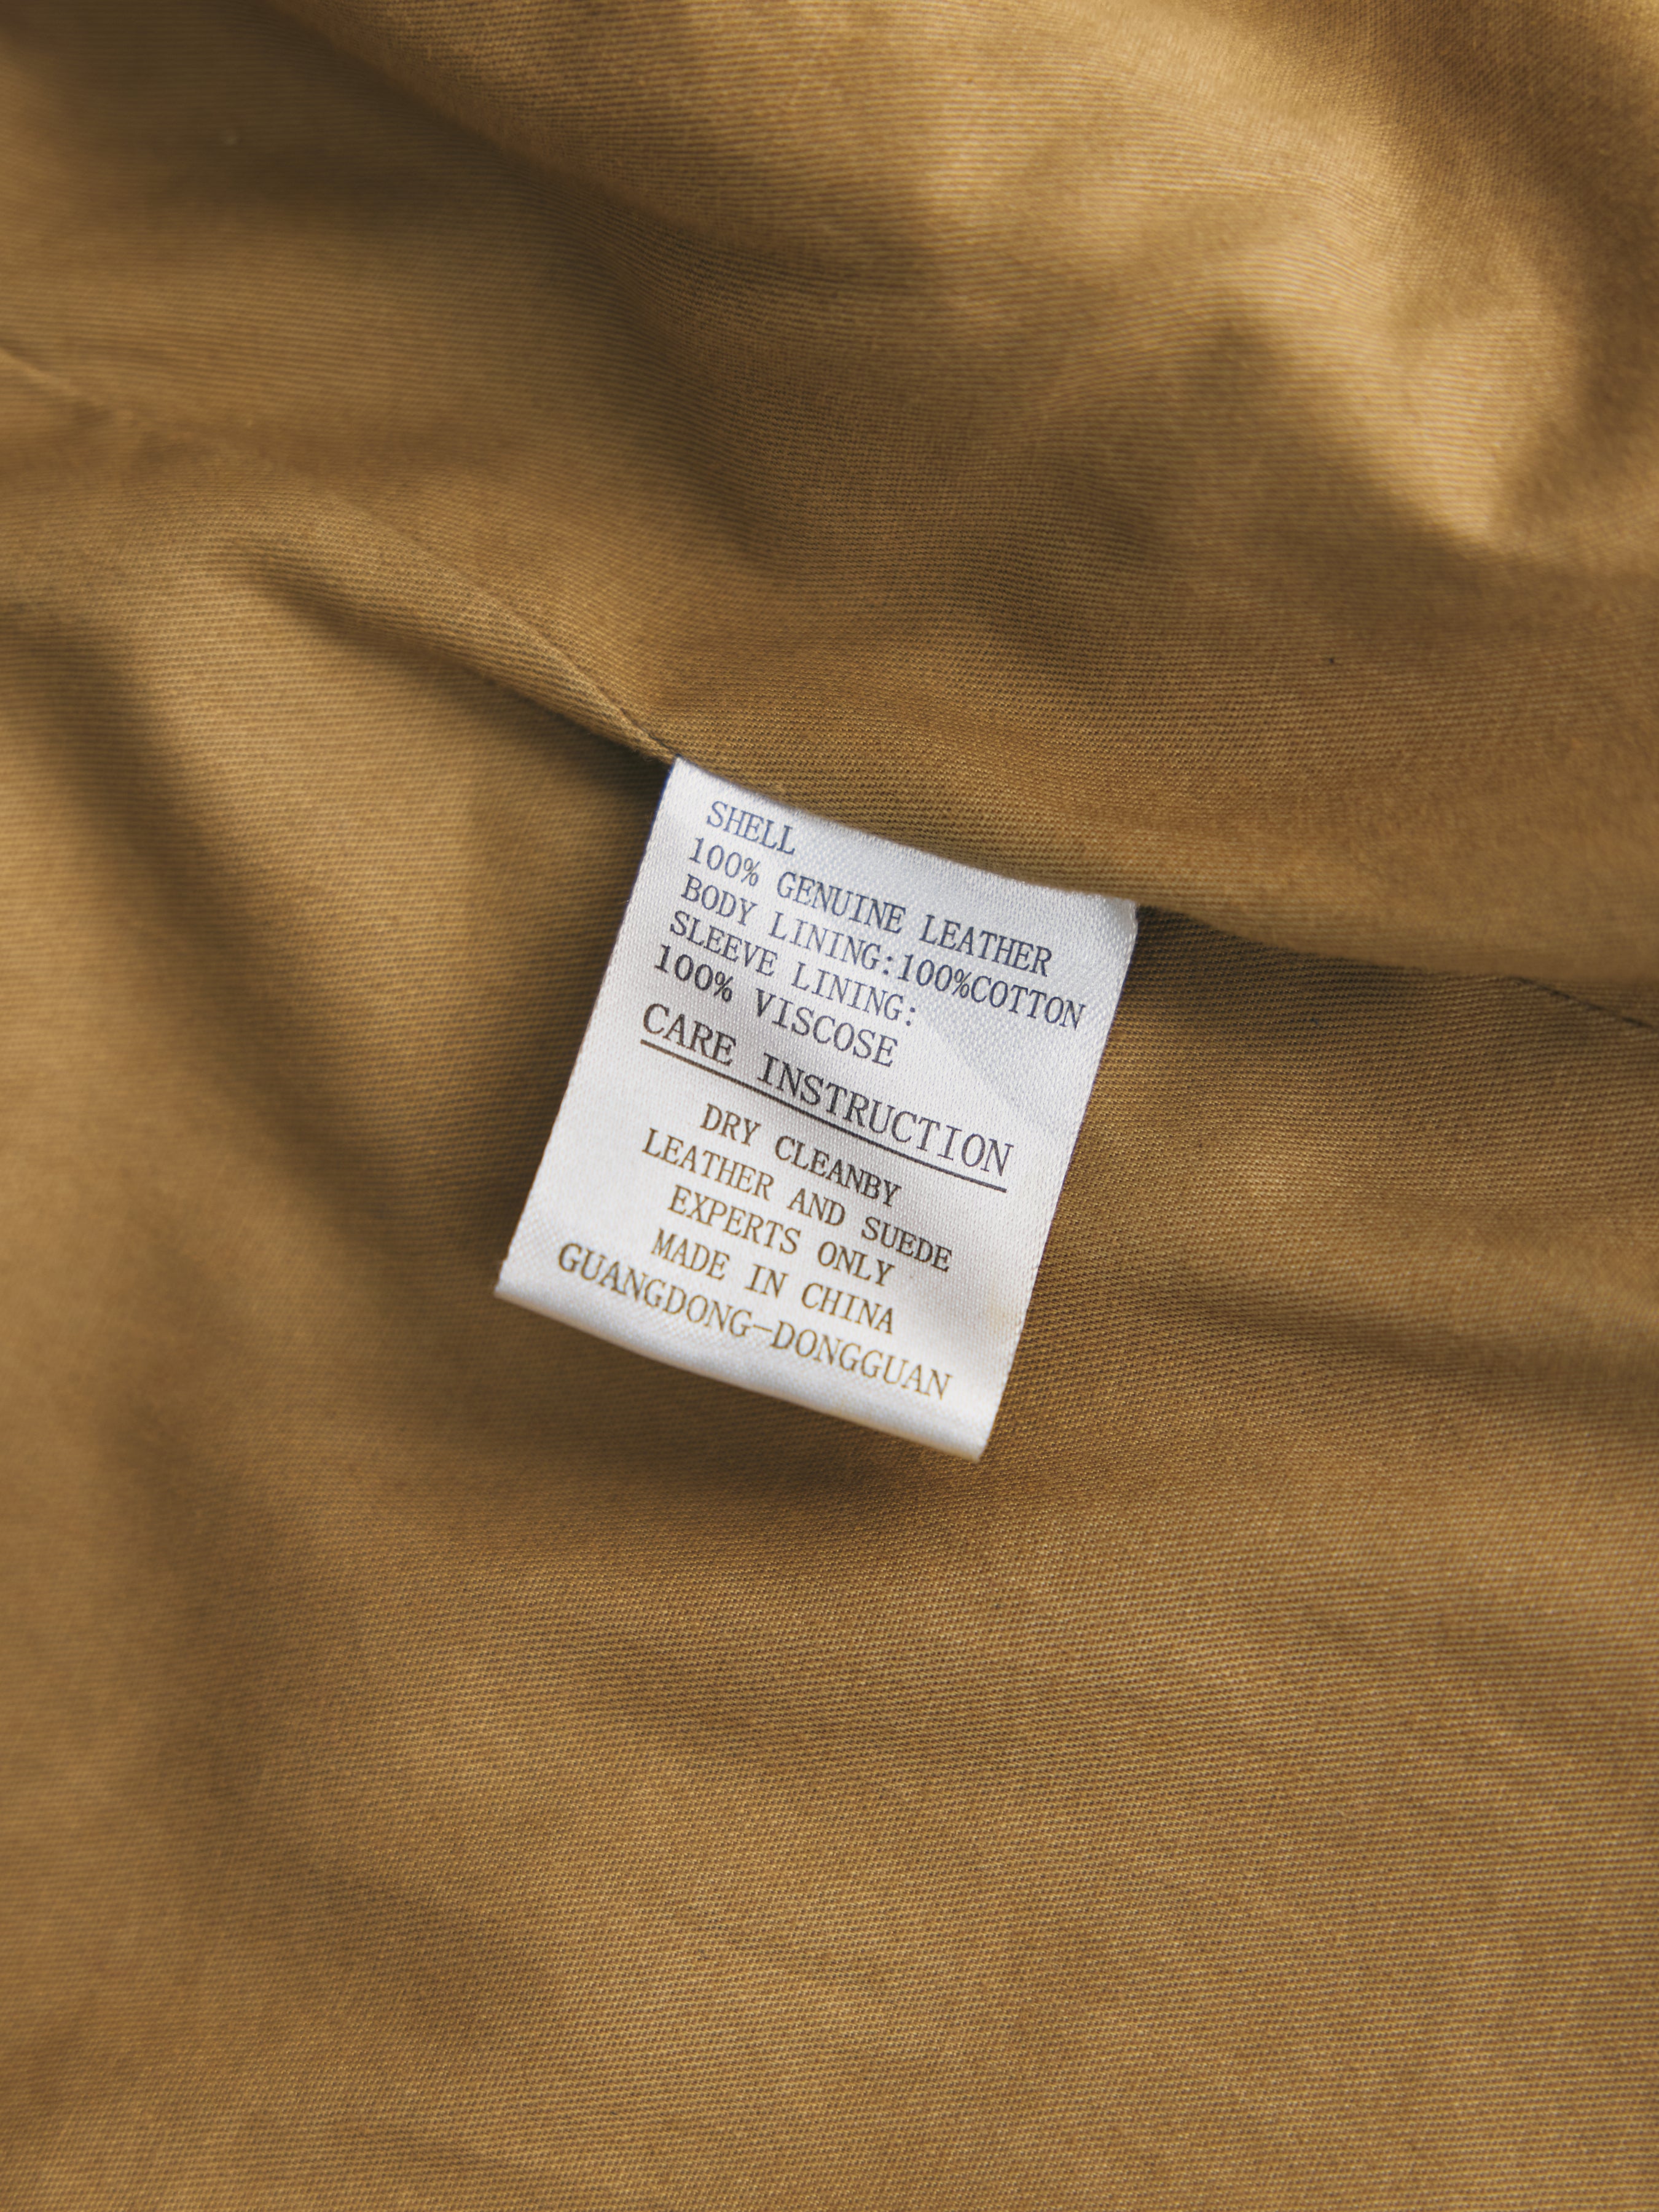 SHELL
100% GENUINE LEATHER
BODY LINING:100%COTTON
SLEEVE LINING:
100% VISCOSE
CARE INSTRUCTION
DRY CLEANBY
LEATHER AND SUEDE
EXPERTS ONLY
MADE IN CHINA
GUANGDONG-DONGGUAN